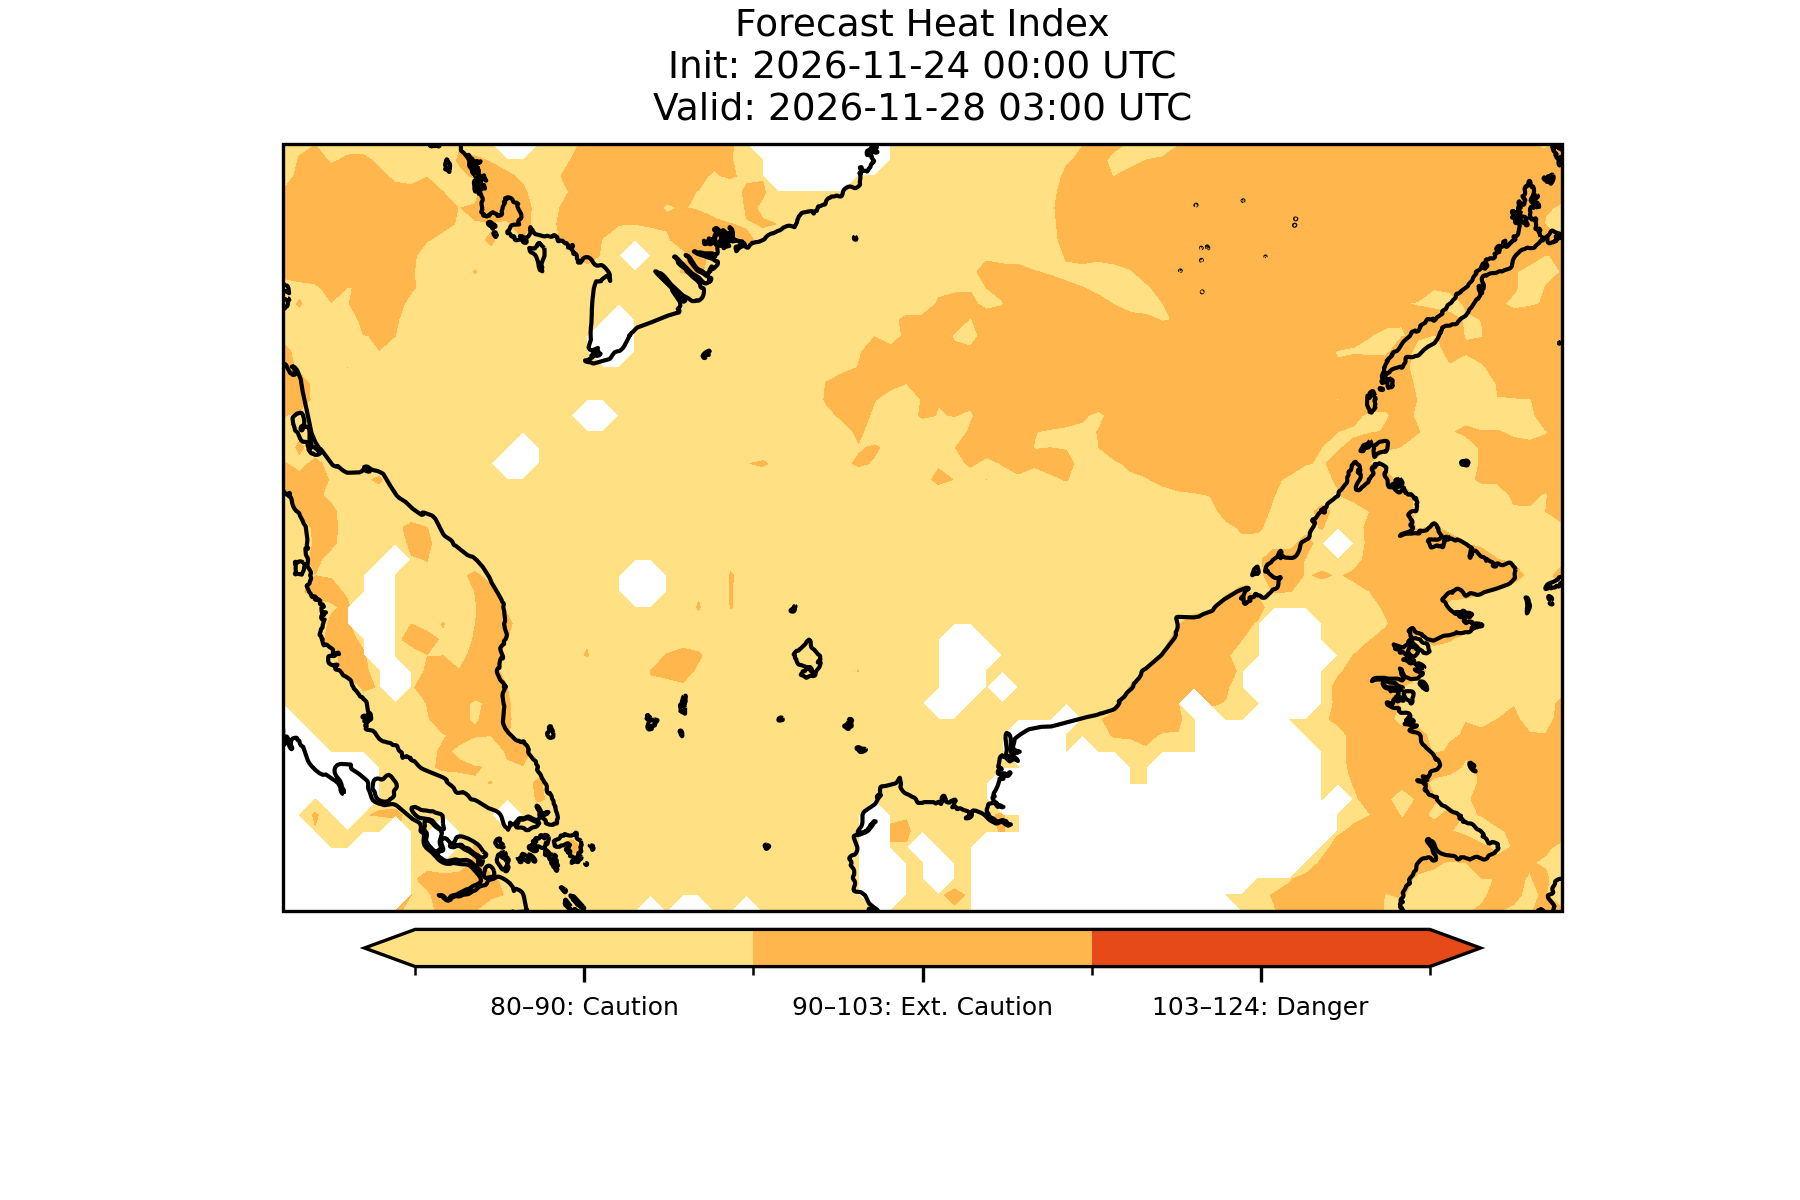 Forecast Heat Index
Init: 2026-11-24 00:00 UTC
Valid: 2026-11-28 03:00 UTC
80–90: Caution
90–103: Ext. Caution
103–124: Danger